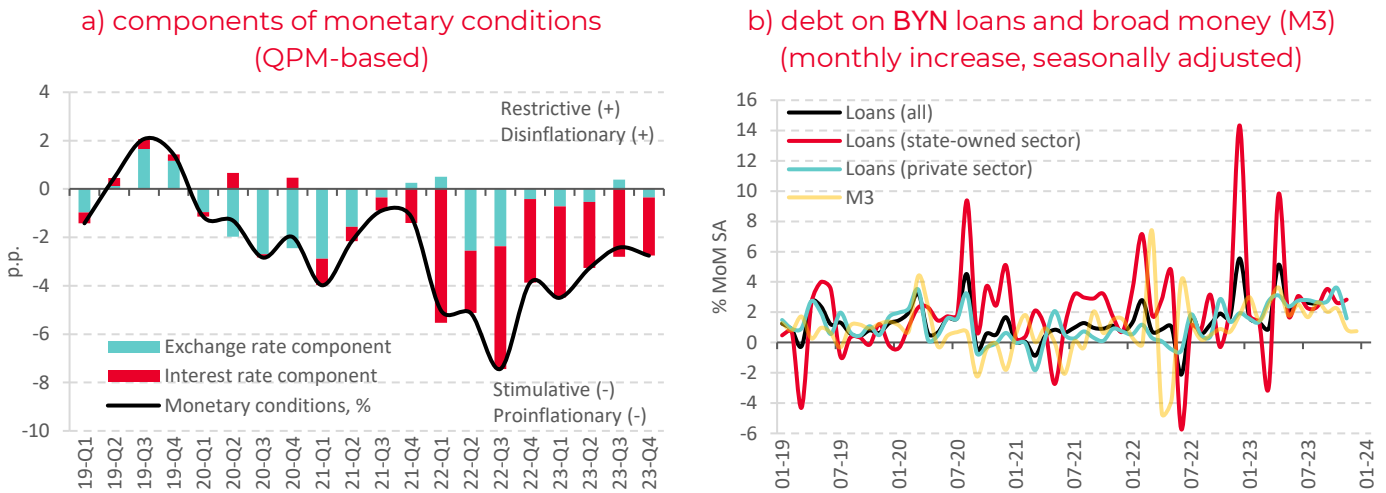 a) components of monetary conditions
(QPM-based)
4
2
0
-2
-4
-6
-8
-10
p.p.
Restrictive (+)
Disinflationary (+)
Exchange rate component
Interest rate component
Monetary conditions, %
Stimulative (-)
Proinflationary (-)
19-Q1
19-Q2
19-Q3
19-Q4
20-Q1
20-Q2
20-Q3
20-Q4
21-Q1
21-Q2
21-Q3
21-Q4
22-Q1
22-Q2
22-Q3
22-Q4
23-Q1
23-Q2
23-Q3
23-Q4
b) debt on BYN loans and broad money (M3)
(monthly increase, seasonally adjusted)
16
14
12
10
8
6
4
2
0
-2
-4
-6
% MoM SA
Loans (all)
Loans (state-owned sector)
Loans (private sector)
M3
01-19
07-19
01-20
07-20
01-21
07-21
01-22
07-22
01-23
07-23
01-24